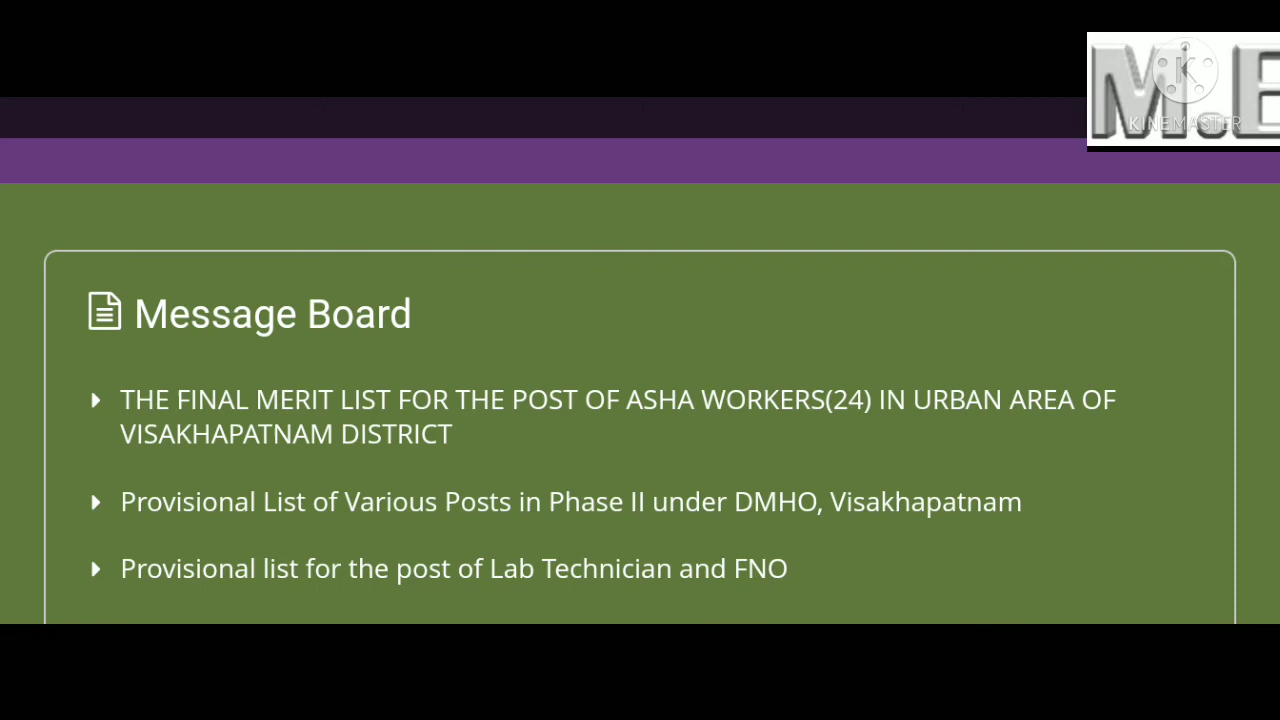 M.E
KINEMASTER
Message Board
THE FINAL MERIT LIST FOR THE POST OF ASHA WORKERS(24) IN URBAN AREA OF
VISAKHAPATNAM DISTRICT
Provisional List of Various Posts in Phase II under DMHO, Visakhapatnam
Provisional list for the post of Lab Technician and FNO